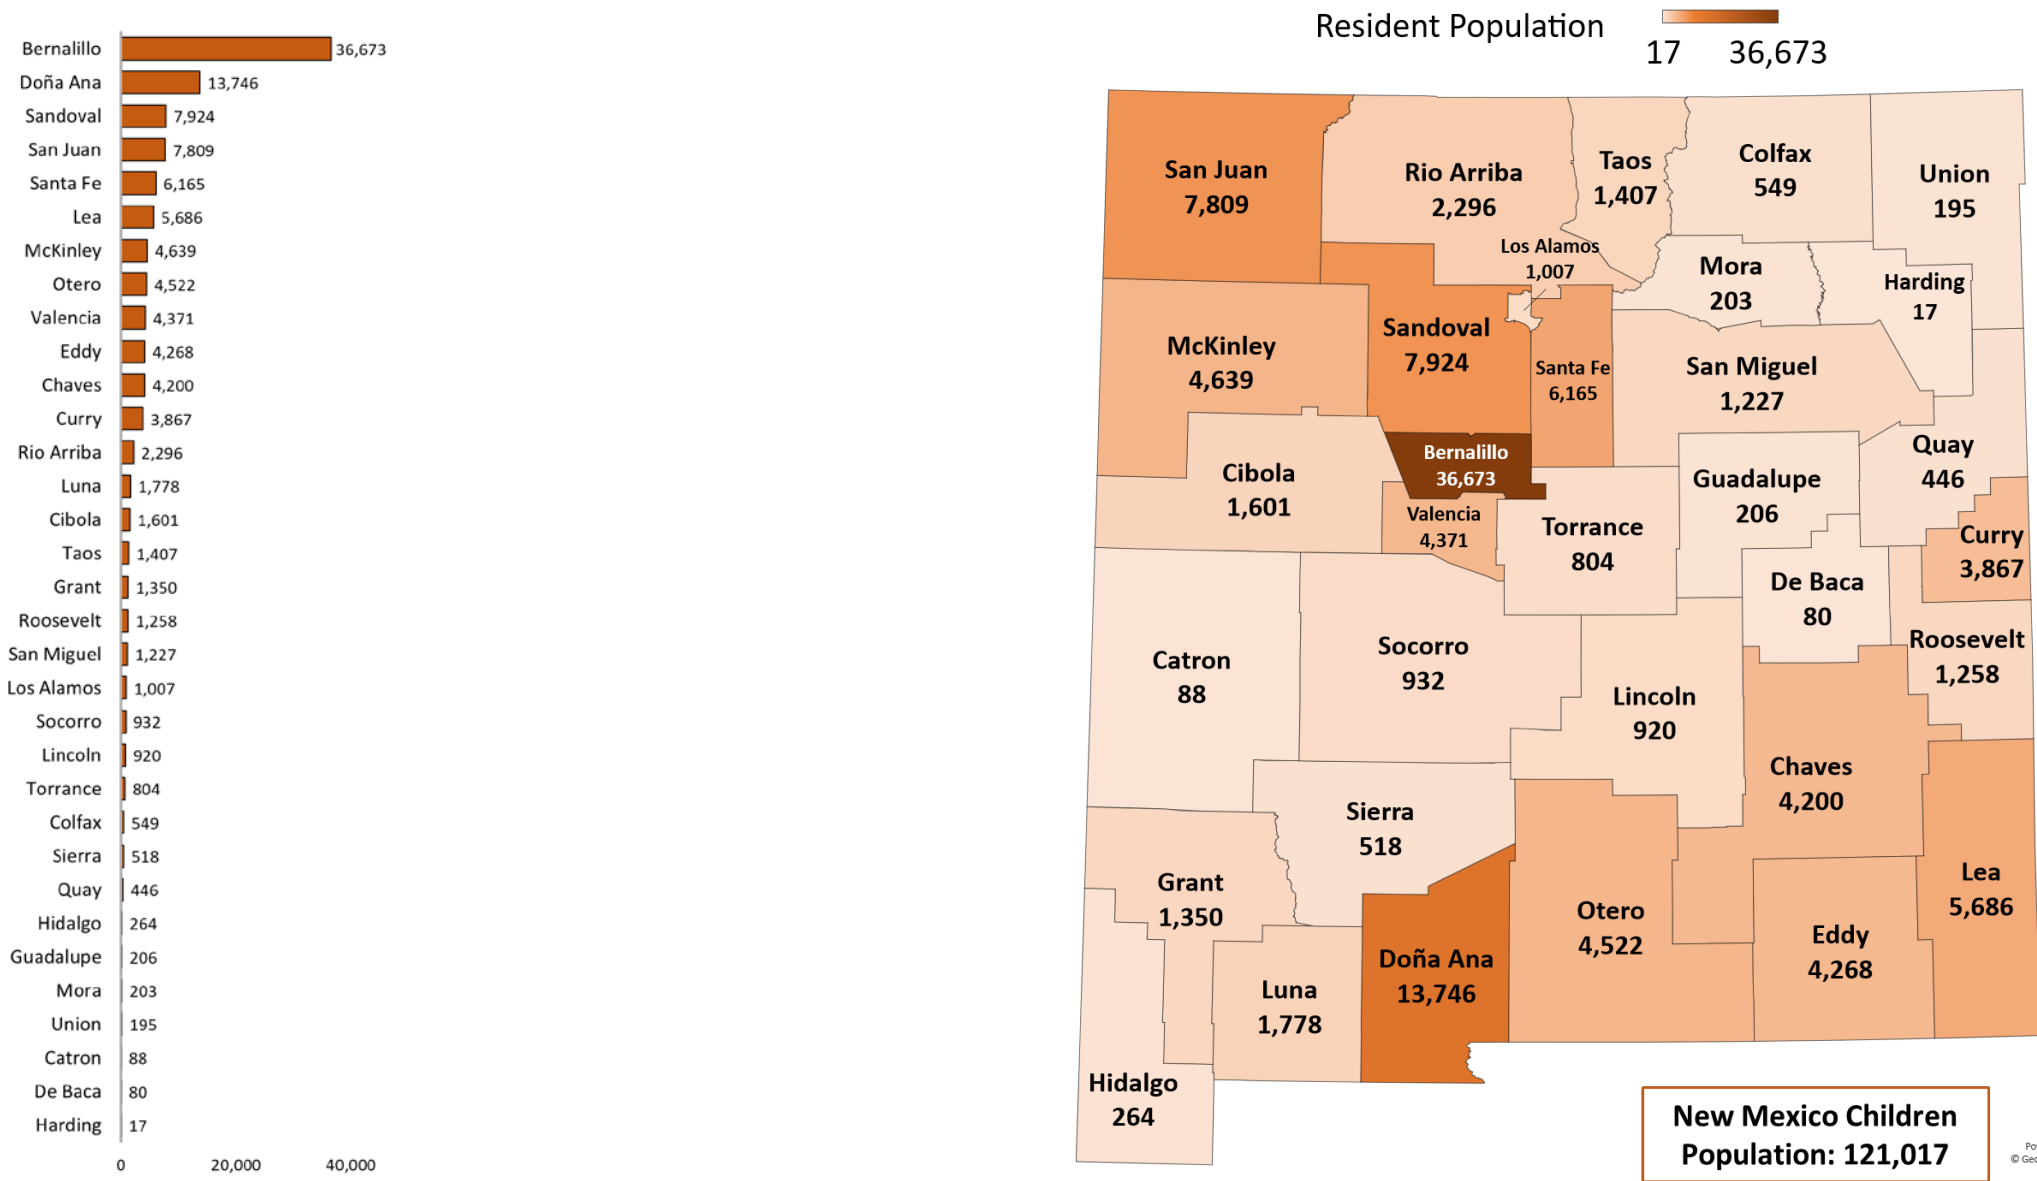 Bernalillo 36,673
Doña Ana 13,746
Sandoval 7,924
San Juan 7,809
Santa Fe 6,165
Lea 5,686
McKinley 4,639
Otero 4,522
Valencia 4,371
Eddy 4,268
Chaves 4,200
Curry 3,867
Rio Arriba 2,296
Luna 1,778
Cibola 1,601
Taos 1,407
Grant 1,350
Roosevelt 1,258
San Miguel 1,227
Los Alamos 1,007
Socorro 932
Lincoln 920
Torrance 804
Colfax 549
Sierra 518
Quay 446
Hidalgo 264
Guadalupe 206
Mora 203
Union 195
Catron 88
De Baca 80
Harding 17
0 20,000 40,000
Resident Population
17 36,673
San Juan
7,809
Rio Arriba
2,296
Taos
1,407
Colfax
549
Union
195
Los Alamos
1,007
Mora
203
Harding
17
McKinley
4,639
Sandoval
7,924
Santa Fe
6,165
San Miguel
1,227
Quay
446
Cibola
1,601
Bernalillo
36,673
Valencia
4,371
Torrance
804
Guadalupe
206
Curry
3,867
De Baca
80
Roosevelt
1,258
Catron
88
Socorro
932
Lincoln
920
Chaves
4,200
Sierra
518
Grant
1,350
Lea
5,686
Otero
4,522
Eddy
4,268
Doña Ana
13,746
Luna
1,778
Hidalgo
264
New Mexico Children
Population: 121,017